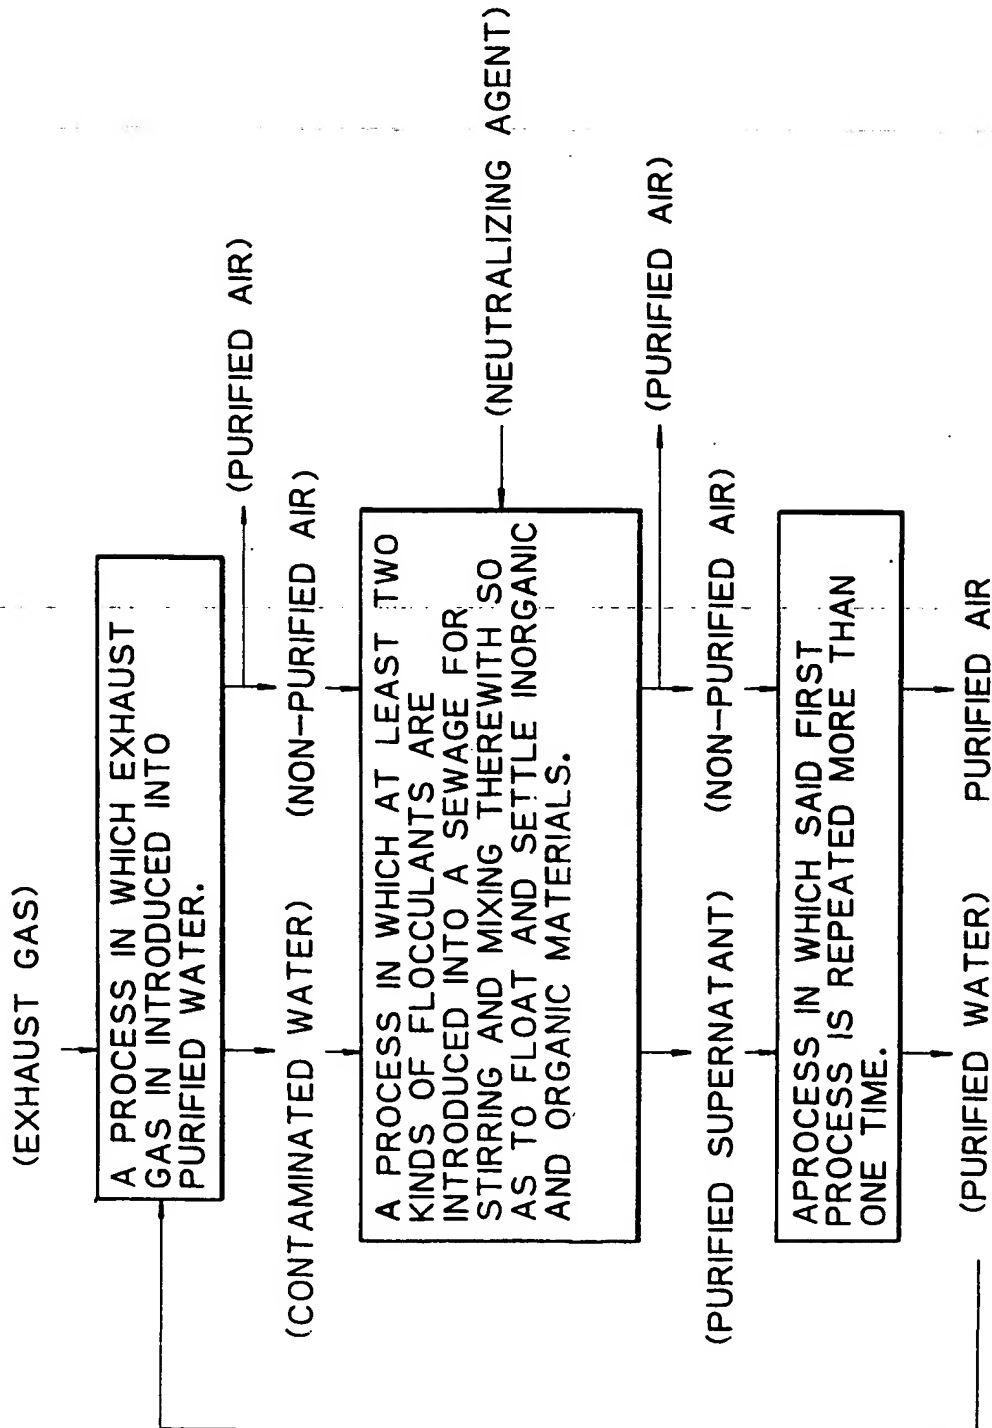 (EXHAUST GAS)
A PROCESS IN WHICH EXHAUST
GAS IN INTRODUCED INTO
PURIFIED WATER.
(PURIFIED AIR)
(CONTAMINATED WATER)
(NON-PURIFIED AIR)
A PROCESS IN WHICH AT LEAST TWO
KINDS OF FLOCCULANTS ARE
INTRODUCED INTO A SEWAGE FOR
STIRRING AND MIXING THEREWITH SO
AS TO FLOAT AND SETTLE INORGANIC
AND ORGANIC MATERIALS.
(NEUTRALIZING AGENT)
(PURIFIED AIR)
(PURIFIED SUPERNATANT)
(NON-PURIFIED AIR)
APROCESS IN WHICH SAID FIRST
PROCESS IS REPEATED MORE THAN
ONE TIME.
(PURIFIED WATER)
PURIFIED AIR